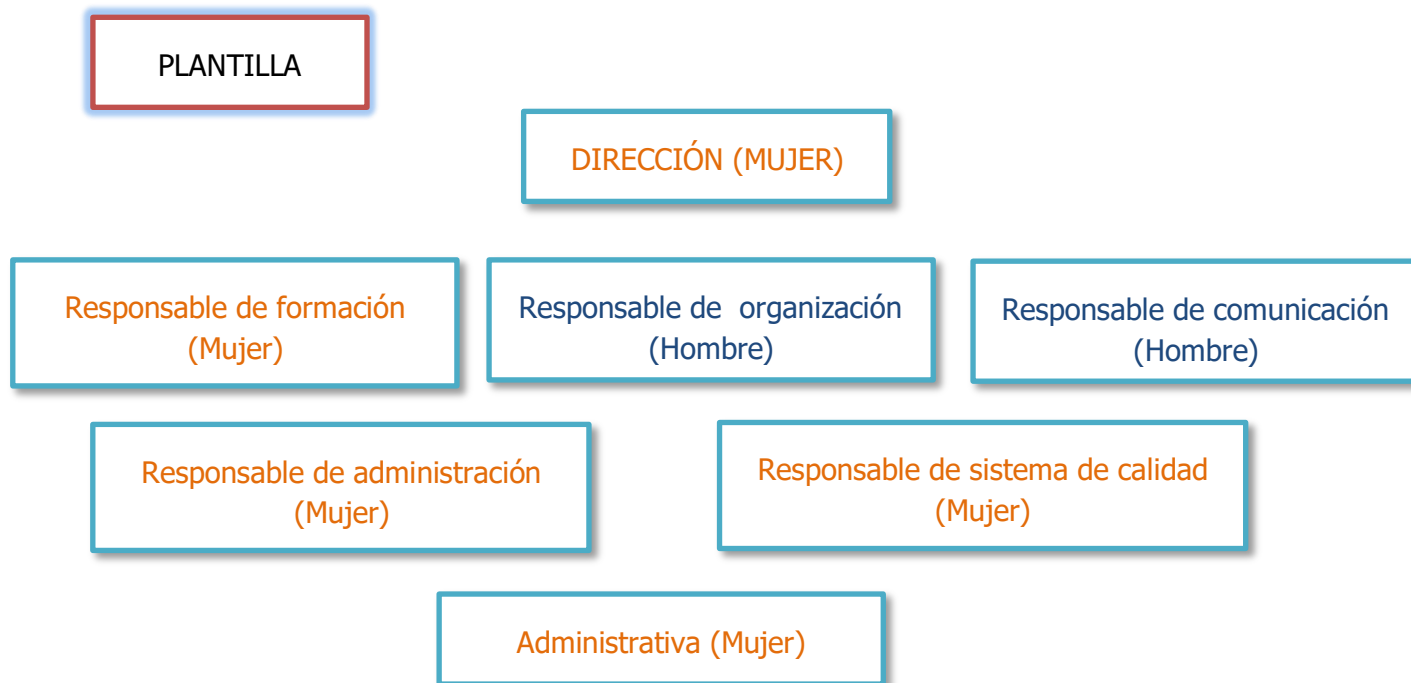 PLANTILLA
DIRECCIÓN (MUJER)
Responsable de formación
(Mujer)
Responsable de organización
(Hombre)
Responsable de comunicación
(Hombre)
Responsable de administración
(Mujer)
Responsable de sistema de calidad
(Mujer)
Administrativa (Mujer)